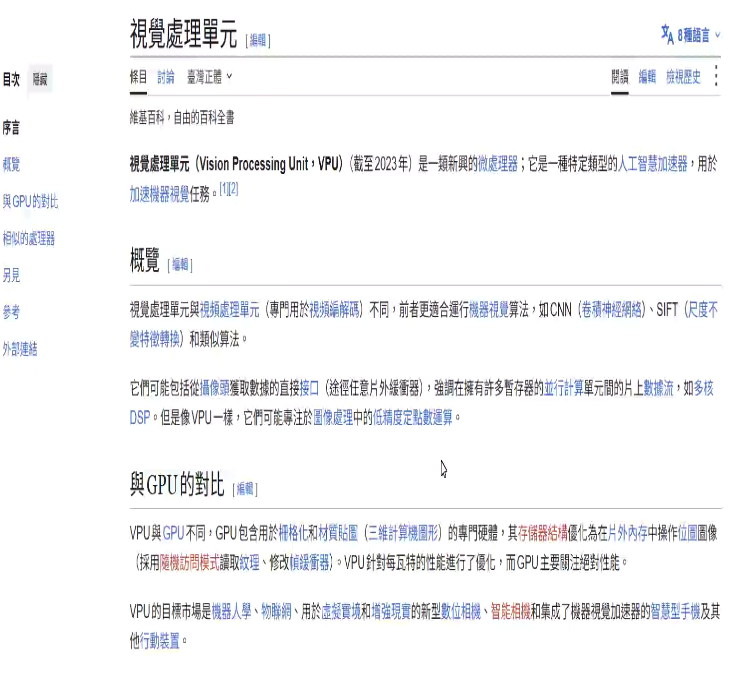 視覺處理單元 [編輯]
文A 8種語言
目次 隱藏
條目 討論 臺灣正體
閱讀 編輯 檢視歷史
維基百科，自由的百科全書
序言
概覽
與GPU的對比
相似的處理器
另見
參考
外部連結
視覺處理單元（Vision Processing Unit，VPU）（截至2023年）是一類新興的微處理器；它是一種特定類型的人工智慧加速器，用於
加速機器視覺任務。[1][2]
概覽 [編輯]
視覺處理單元與視頻處理單元（專門用於視頻編解碼）不同，前者更適合運行機器視覺算法，如CNN（卷積神經網絡）、SIFT（尺度不
變特徵轉換）和類似算法。
它們可能包括從攝像頭獲取數據的直接接口（途徑任意片外緩衝器），強調在擁有許多暫存器的並行計算單元間的片上數據流，如多核
DSP。但是像VPU一樣，它們可能專注於圖像處理中的低精度定點數運算。
與GPU的對比 [編輯]
VPU與GPU不同，GPU包含用於柵格化和材質貼圖（三維計算機圖形）的專門硬體，其存儲器結構優化為在片外內存中操作位圖圖像
（採用隨機訪問模式讀取紋理、修改幀緩衝器）。VPU針對每瓦特的性能進行了優化，而GPU主要關注絕對性能。
VPU的目標市場是機器人學、物聯網、用於虛擬實境和增強現實的新型數位相機、智能相機和集成了機器視覺加速器的智慧型手機及其
他行動裝置。